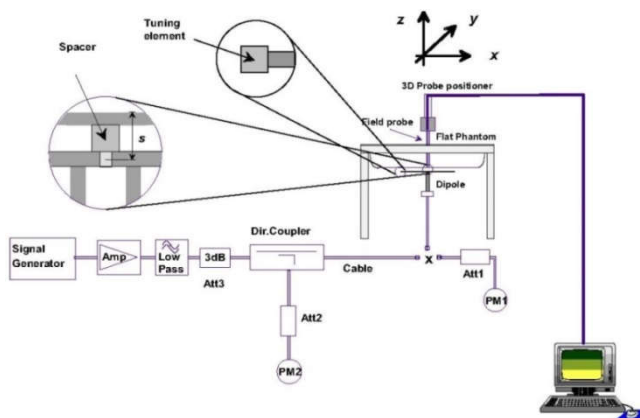 Tuning
element
Spacer
s
z
y
x
3D Probe positioner
Field probe
Flat Phantom
Dipole
Signal
Generator
Amp
Low
Pass
3dB
Att3
Dir.Coupler
Cable
x
Att1
PM1
Att2
PM2